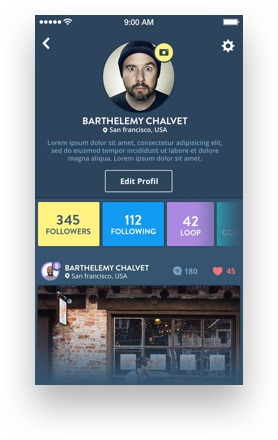 9:00 AM
BARTHELEMY CHALVET
San francisco, USA
Lorem ipsum dolor sit amet, consectetur adipisicing elit,
sed do eiusmod tempor incididunt ut labore et dolore
magna aliqua. Lorem ipsum dolor sit amet.
Edit Profil
345 112 42
FOLLOWERS FOLLOWING LOOP
BARTHELEMY CHALVET 180 45
San francisco, USA